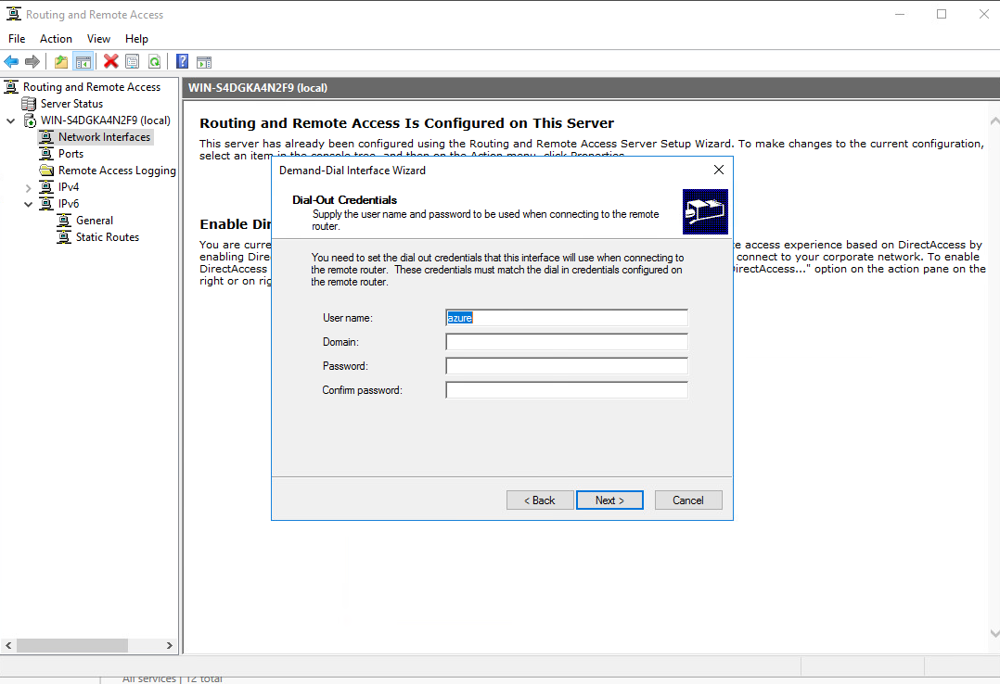 Routing and Remote Access
File Action View Help
Routing and Remote Access
Server Status
WIN-S4DGKA4N2F9 (local)
Network Interfaces
Ports
Remote Access Logging
IPv4
IPv6
General
Static Routes
WIN-S4DGKA4N2F9 (local)
Routing and Remote Access Is Configured on This Server
This server has already been configured using the Routing and Remote Access Server Setup Wizard. To make changes to the current configuration,
select an item in the console tree, and then on the Action menu, click Properties.
Enable Dir
You are curre
e access experience based on DirectAccess by
enabling Dire
connect to your corporate network. To enable
DirectAccess
DirectAccess..." option on the action pane on the
right or on rig
Demand-Dial Interface Wizard
Dial-Out Credentials
Supply the user name and password to be used when connecting to the remote
router.
You need to set the dial out credentials that this interface will use when connecting to
the remote router. These credentials must match the dial in credentials configured on
the remote router.
User name: azure
Domain:
Password:
Confirm password:
< Back Next > Cancel
All services | 12 total